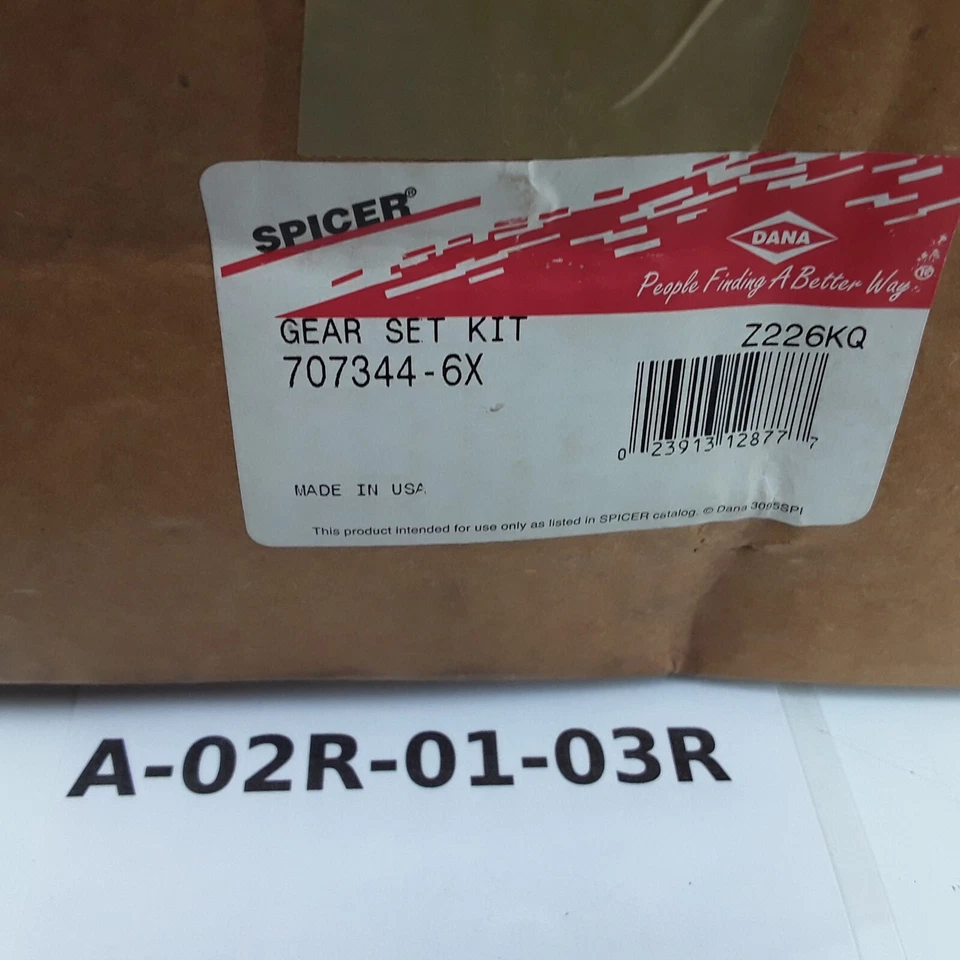 SPICER®
DANA
People Finding A Better Way
GEAR SET KIT
Z226KQ
707344-6X
0 23913 12877 7
MADE IN USA
This product intended for use only as listed in SPICER catalog. © Dana 3095SPI
A-02R-01-03R